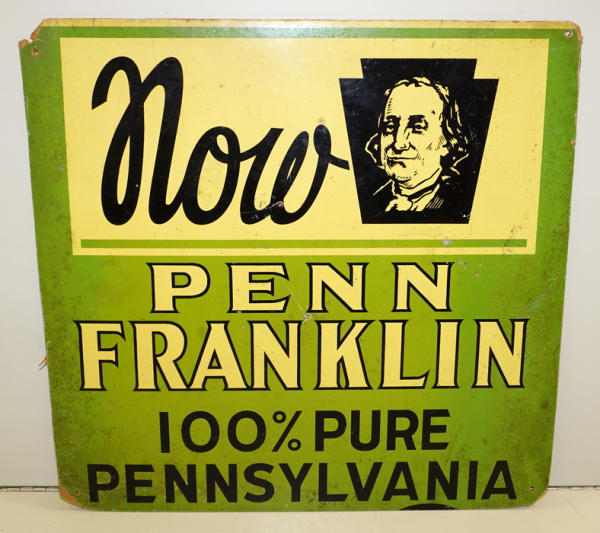 Now
PENN
FRANKLIN
100% PURE
PENNSYLVANIA